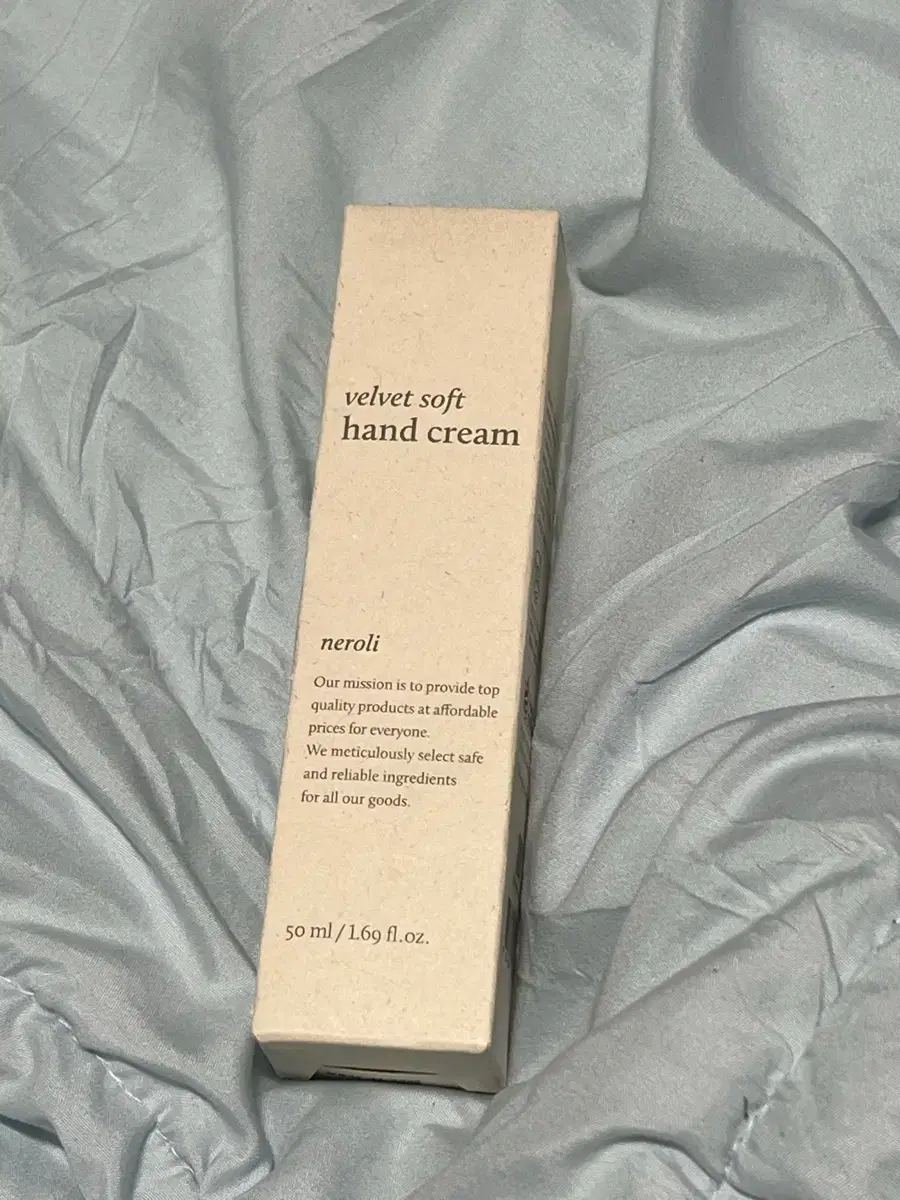 velvet soft
hand cream
neroli
Our mission is to provide top
quality products at affordable
prices for everyone.
We meticulously select safe
and reliable ingredients
for all our goods.
50 ml / 1.69 fl.oz.